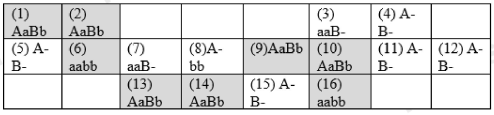 (1) AaBb (2) AaBb (3) aaB- (4) A-B-
(5) A-B- (6) aabb (7) aaB- (8)A-bb (9)AaBb (10) AaBb (11) A-B- (12) A-B-
(13) AaBb (14) AaBb (15) A-B- (16) aabb